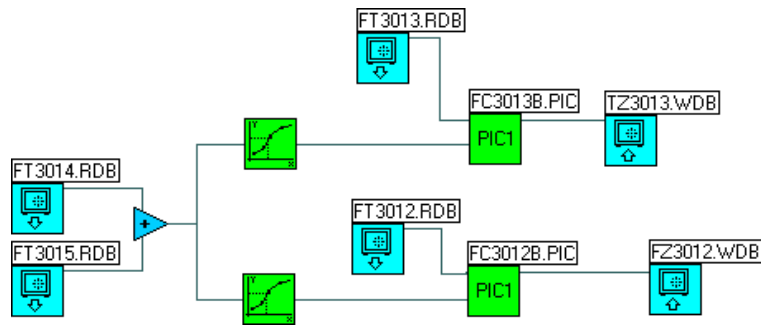 FT3013.RDB
FC3013B.PIC
TZ3013.WDB
PIC1
Y
X
FT3014.RDB
+
FT3012.RDB
FT3015.RDB
FC3012B.PIC
FZ3012.WDB
PIC1
Y
X